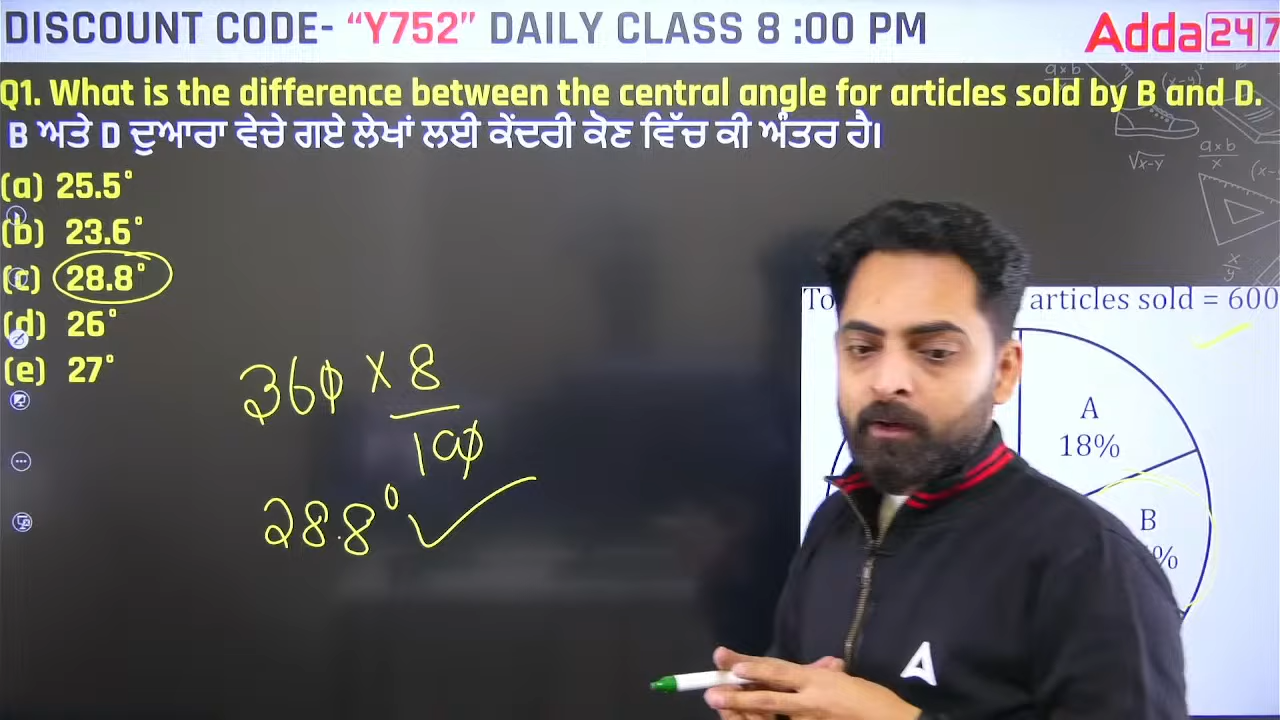 DISCOUNT CODE- “Y752” DAILY CLASS 8 :00 PM
Adda247
Q1. What is the difference between the central angle for articles sold by B and D.
B ਅਤੇ D ਦੁਆਰਾ ਵੇਚੇ ਗਏ ਲੇਖਾਂ ਲਈ ਕੇਂਦਰੀ ਕੋਣ ਵਿੱਚ ਕੀ ਅੰਤਰ ਹੈ।
(a) 25.5°
(b) 23.6°
(c) 28.8°
(d) 26°
(e) 27°
360 × 8
100
28.8°
articles sold = 600
A
18%
B
%
a×b
√x-y
a×b
x
x
y